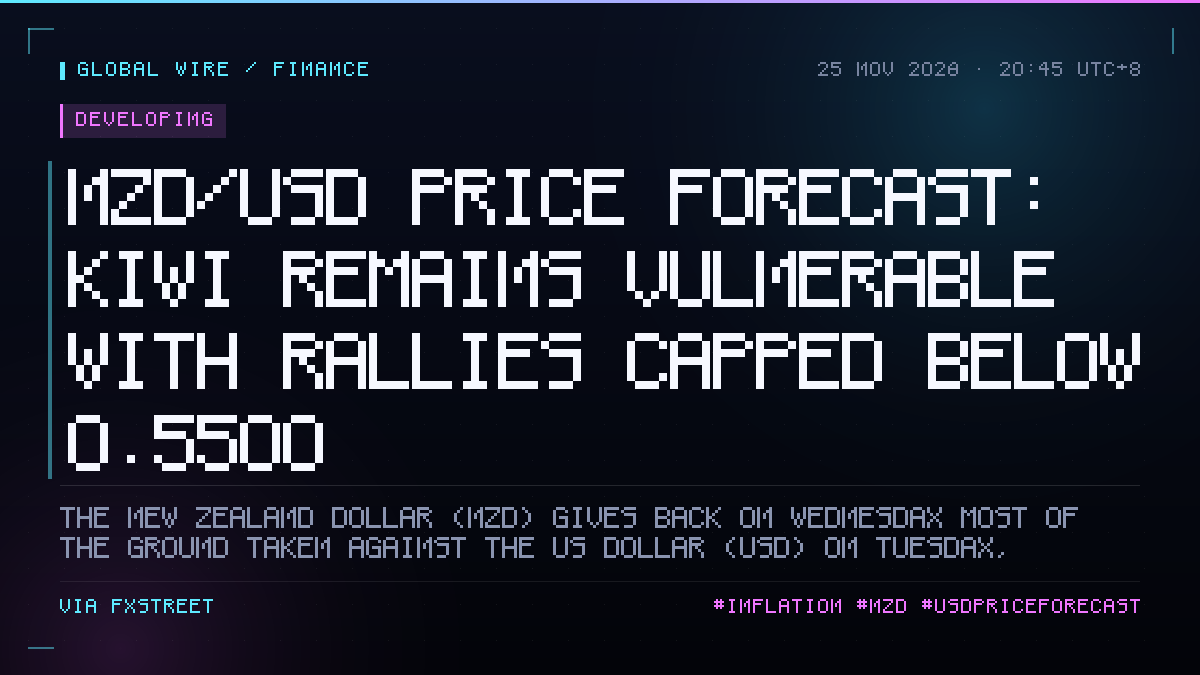 GLOBAL WIRE / FINANCE
25 NOV 2026 · 20:45 UTC+8
DEVELOPING
NZD/USD PRICE FORECAST:
KIWI REMAINS VULNERABLE
WITH RALLIES CAPPED BELOW
0.5500
THE NEW ZEALAND DOLLAR (NZD) GIVES BACK ON WEDNESDAY MOST OF
THE GROUND TAKEN AGAINST THE US DOLLAR (USD) ON TUESDAY,
VIA FXSTREET
#INFLATION #NZD #USDPRICEFORECAST